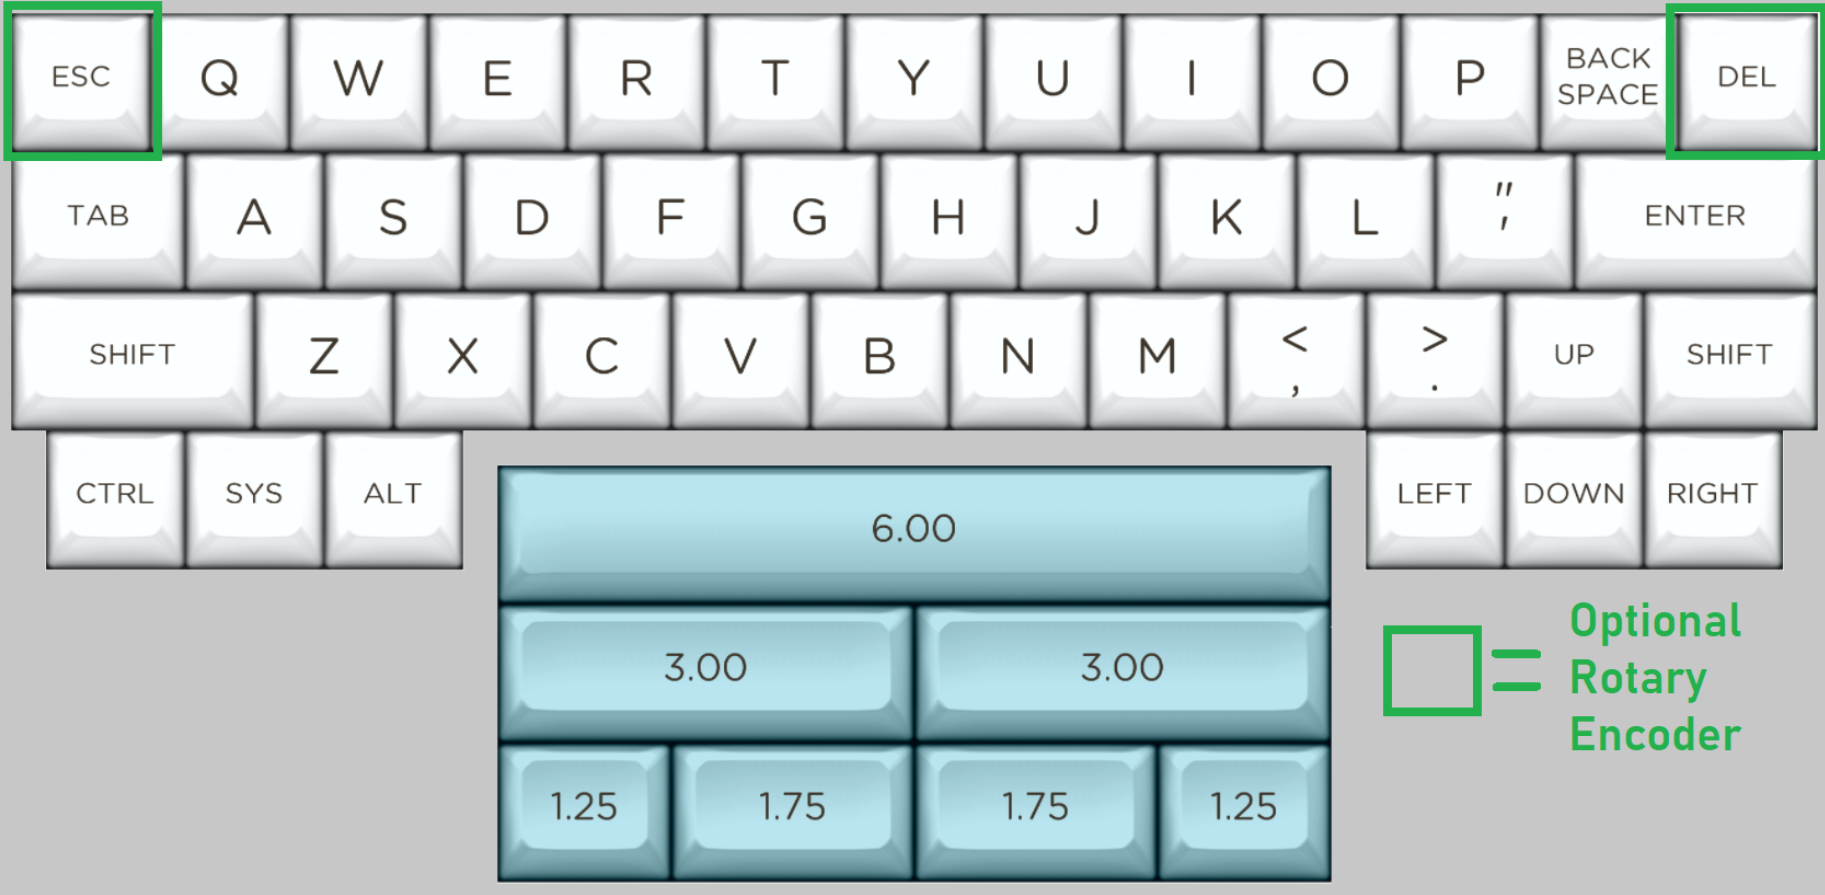 ESC Q W E R T Y U I O P BACK SPACE DEL
TAB A S D F G H J K L " ' ENTER
SHIFT Z X C V B N M < , > . UP SHIFT
CTRL SYS ALT LEFT DOWN RIGHT
6.00
3.00 3.00
1.25 1.75 1.75 1.25
= Optional
Rotary
Encoder